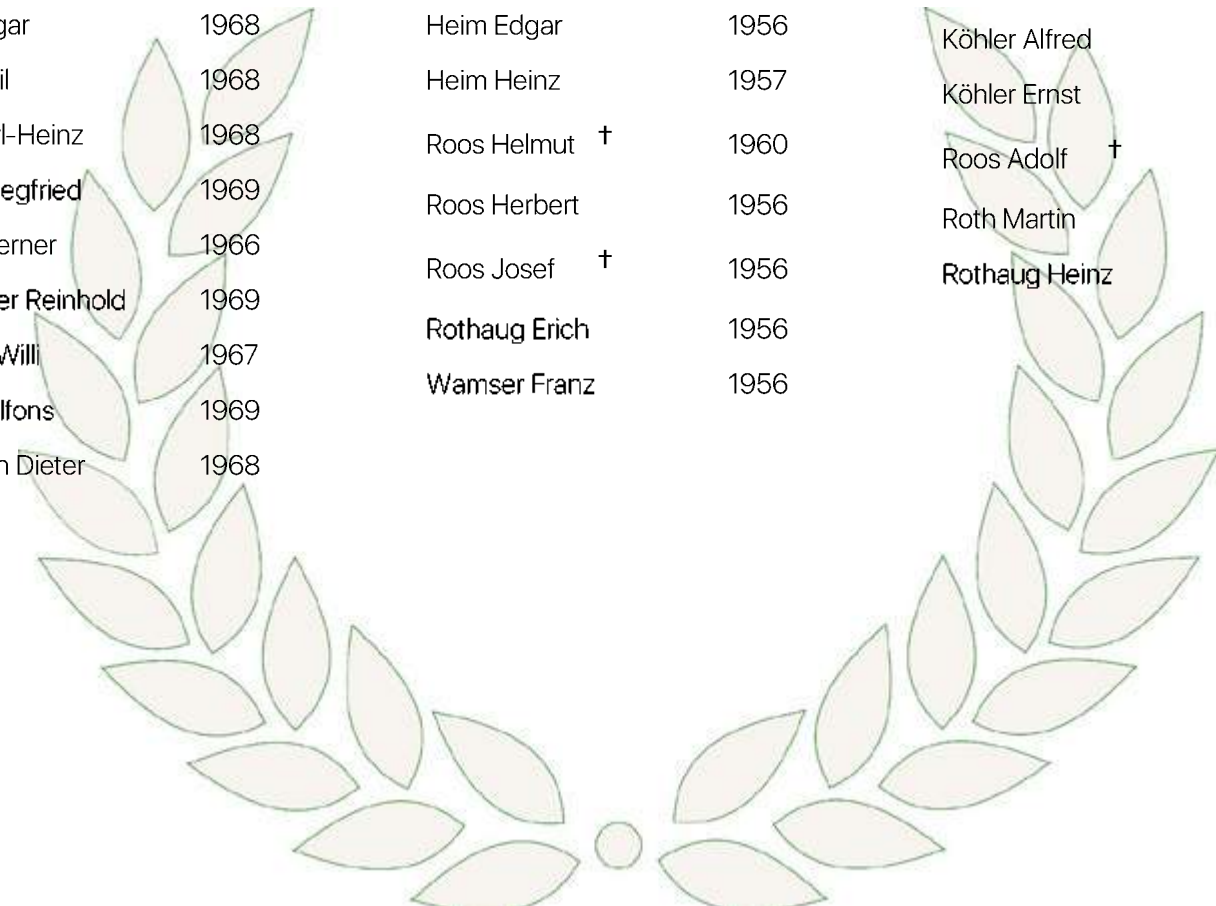 gar 1968 Heim Edgar 1956 Köhler Alfred
il 1968 Heim Heinz 1957 Köhler Ernst
l-Heinz 1968 Roos Helmut † 1960 Roos Adolf †
egfried 1969 Roos Herbert 1956 Roth Martin
erner 1966 Roos Josef † 1956 Rothaug Heinz
er Reinhold 1969 Rothaug Erich 1956
Willi 1967 Wamser Franz 1956
lfons 1969
n Dieter 1968